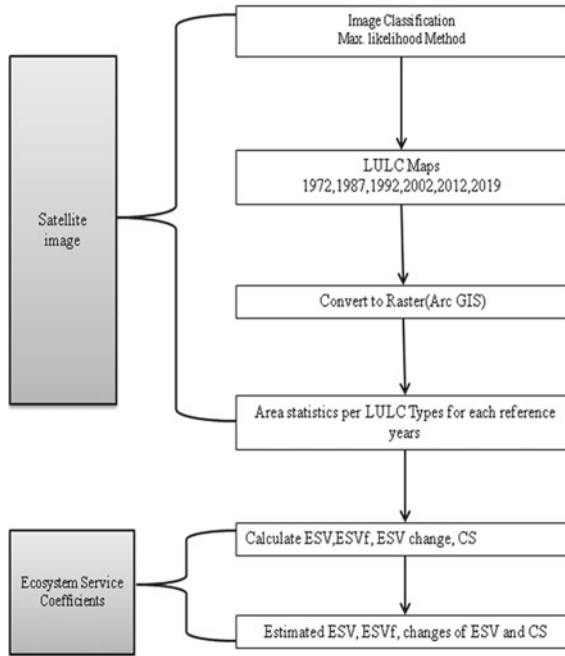 Image Classification
Max. likelihood Method
LULC Maps
1972,1987,1992,2002,2012,2019
Satellite
image
Convert to Raster(Arc GIS)
Area statistics per LULC Types for each reference
years
Calculate ESV,ESVf, ESV change, CS
Ecosystem Service
Coefficients
Estimated ESV, ESVf, changes of ESV and CS